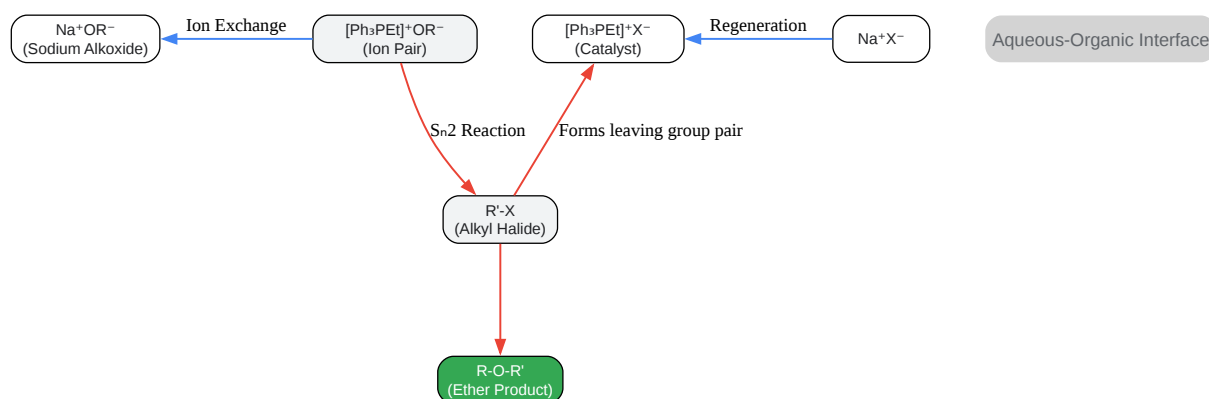 Na⁺OR⁻
(Sodium Alkoxide)
Ion Exchange
[Ph₃PEt]⁺OR⁻
(Ion Pair)
[Ph₃PEt]⁺X⁻
(Catalyst)
Regeneration
Na⁺X⁻
Aqueous-Organic Interface
Sₙ2 Reaction
Forms leaving group pair
R'-X
(Alkyl Halide)
R-O-R'
(Ether Product)